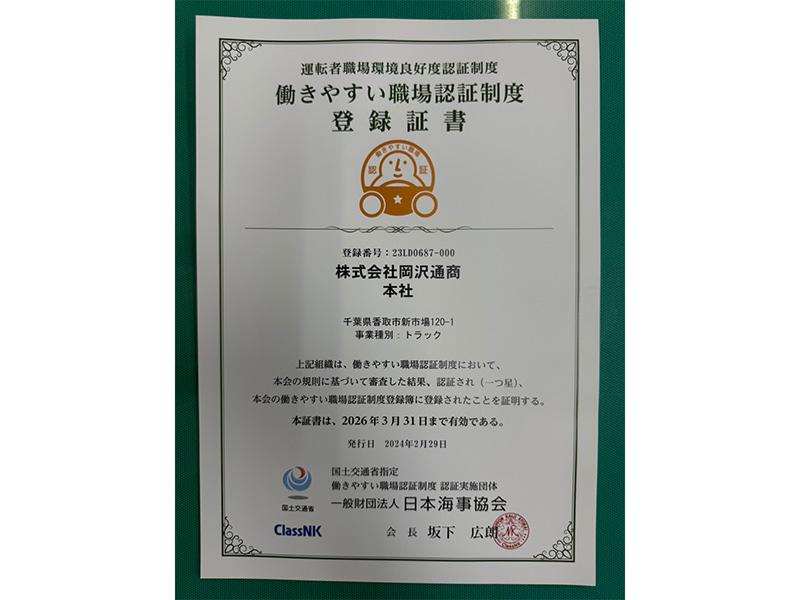 運転者職場環境良好度認証制度
働きやすい職場認証制度
登録証書
働きやすい職場
認 証
登録番号：23LD0687-000
株式会社岡沢通商
本社
千葉県香取市新市場120-1
事業種別：トラック
上記組織は、働きやすい職場認証制度において、
本会の規則に基づいて審査した結果、認証され（一つ星）、
本会の働きやすい職場認証制度登録簿に登録されたことを証明する。
本証書は、2026年3月31日まで有効である。
発行日 2024年2月29日
国土交通省指定
働きやすい職場認証制度 認証実施団体
国土交通省
一般財団法人 日本海事協会
ClassNK
会 長 坂下 広朗